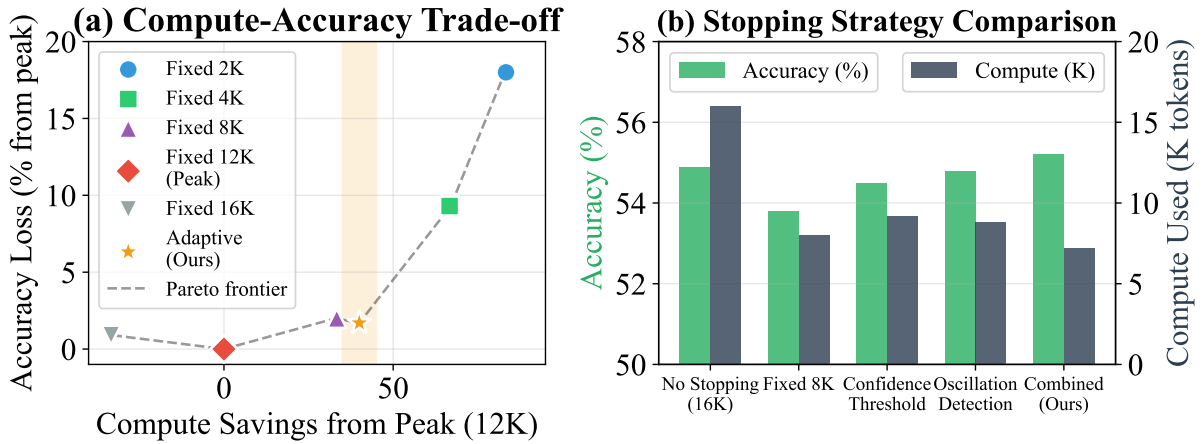 (a) Compute-Accuracy Trade-off
Accuracy Loss (% from peak)
20
15
10
5
0
Fixed 2K
Fixed 4K
Fixed 8K
Fixed 12K
(Peak)
Fixed 16K
Adaptive
(Ours)
Pareto frontier
0
50
Compute Savings from Peak (12K)
(b) Stopping Strategy Comparison
Accuracy (%)
58
56
54
52
50
Accuracy (%)
Compute (K)
20
15
10
5
0
Compute Used (K tokens)
No Stopping
(16K)
Fixed 8K
Confidence
Threshold
Oscillation
Detection
Combined
(Ours)